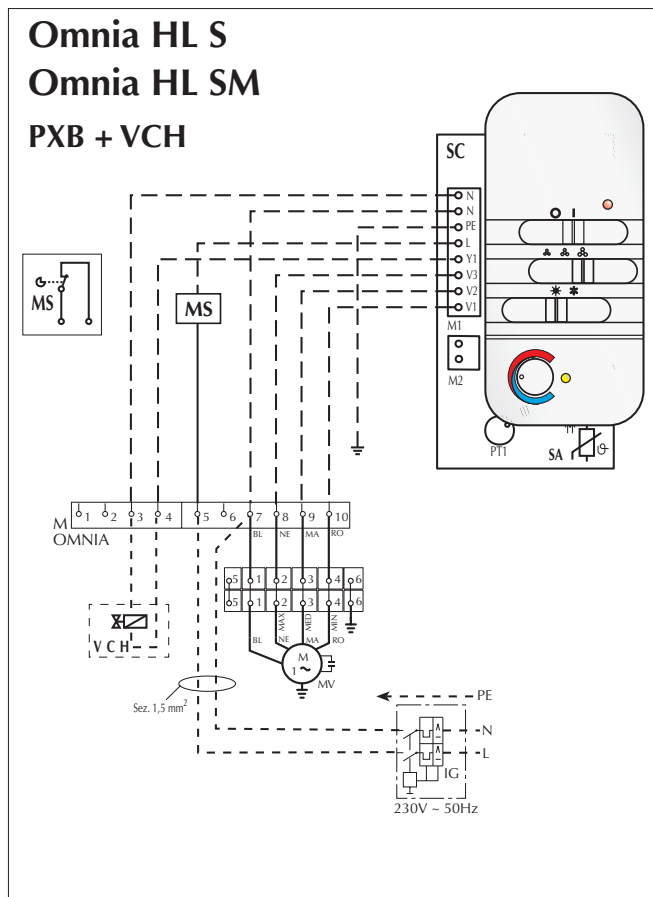 Omnia HL S
Omnia HL SM
PXB + VCH
SC
N
N
PE
L
Y1
V3
V2
V1
M1
M2
PT1
SA
ϑ
O I
MS
MS
1 2 3 4 5 6 7 8 9 10
M
OMNIA
BL NE MA RO
5 1 2 3 4 6
5 1 2 3 4 6
MAX MED MIN
BL NE MA RO
M
1 ~
MV
V C H
Sez. 1,5 mm²
PE
N
L
IG
230V ~ 50Hz